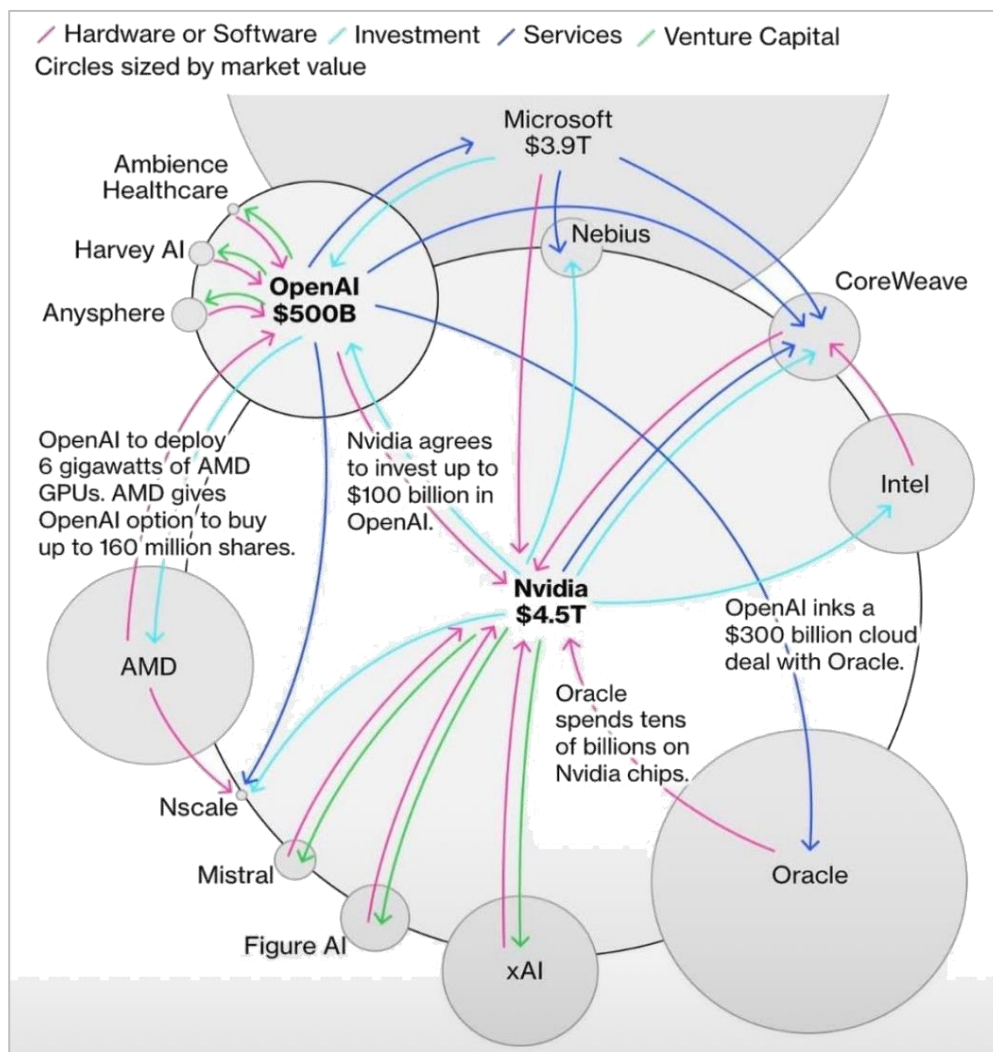 Hardware or Software Investment Services Venture Capital
Circles sized by market value
Microsoft
$3.9T
Ambience
Healthcare
Nebius
Harvey AI
CoreWeave
OpenAI
$500B
Anysphere
OpenAI to deploy
6 gigawatts of AMD
GPUs. AMD gives
OpenAI option to buy
up to 160 million shares.
Nvidia agrees
to invest up to
$100 billion in
OpenAI.
Intel
Nvidia
$4.5T
OpenAI inks a
$300 billion cloud
deal with Oracle.
AMD
Oracle
spends tens
of billions on
Nvidia chips.
Nscale
Mistral
Oracle
Figure AI
xAI